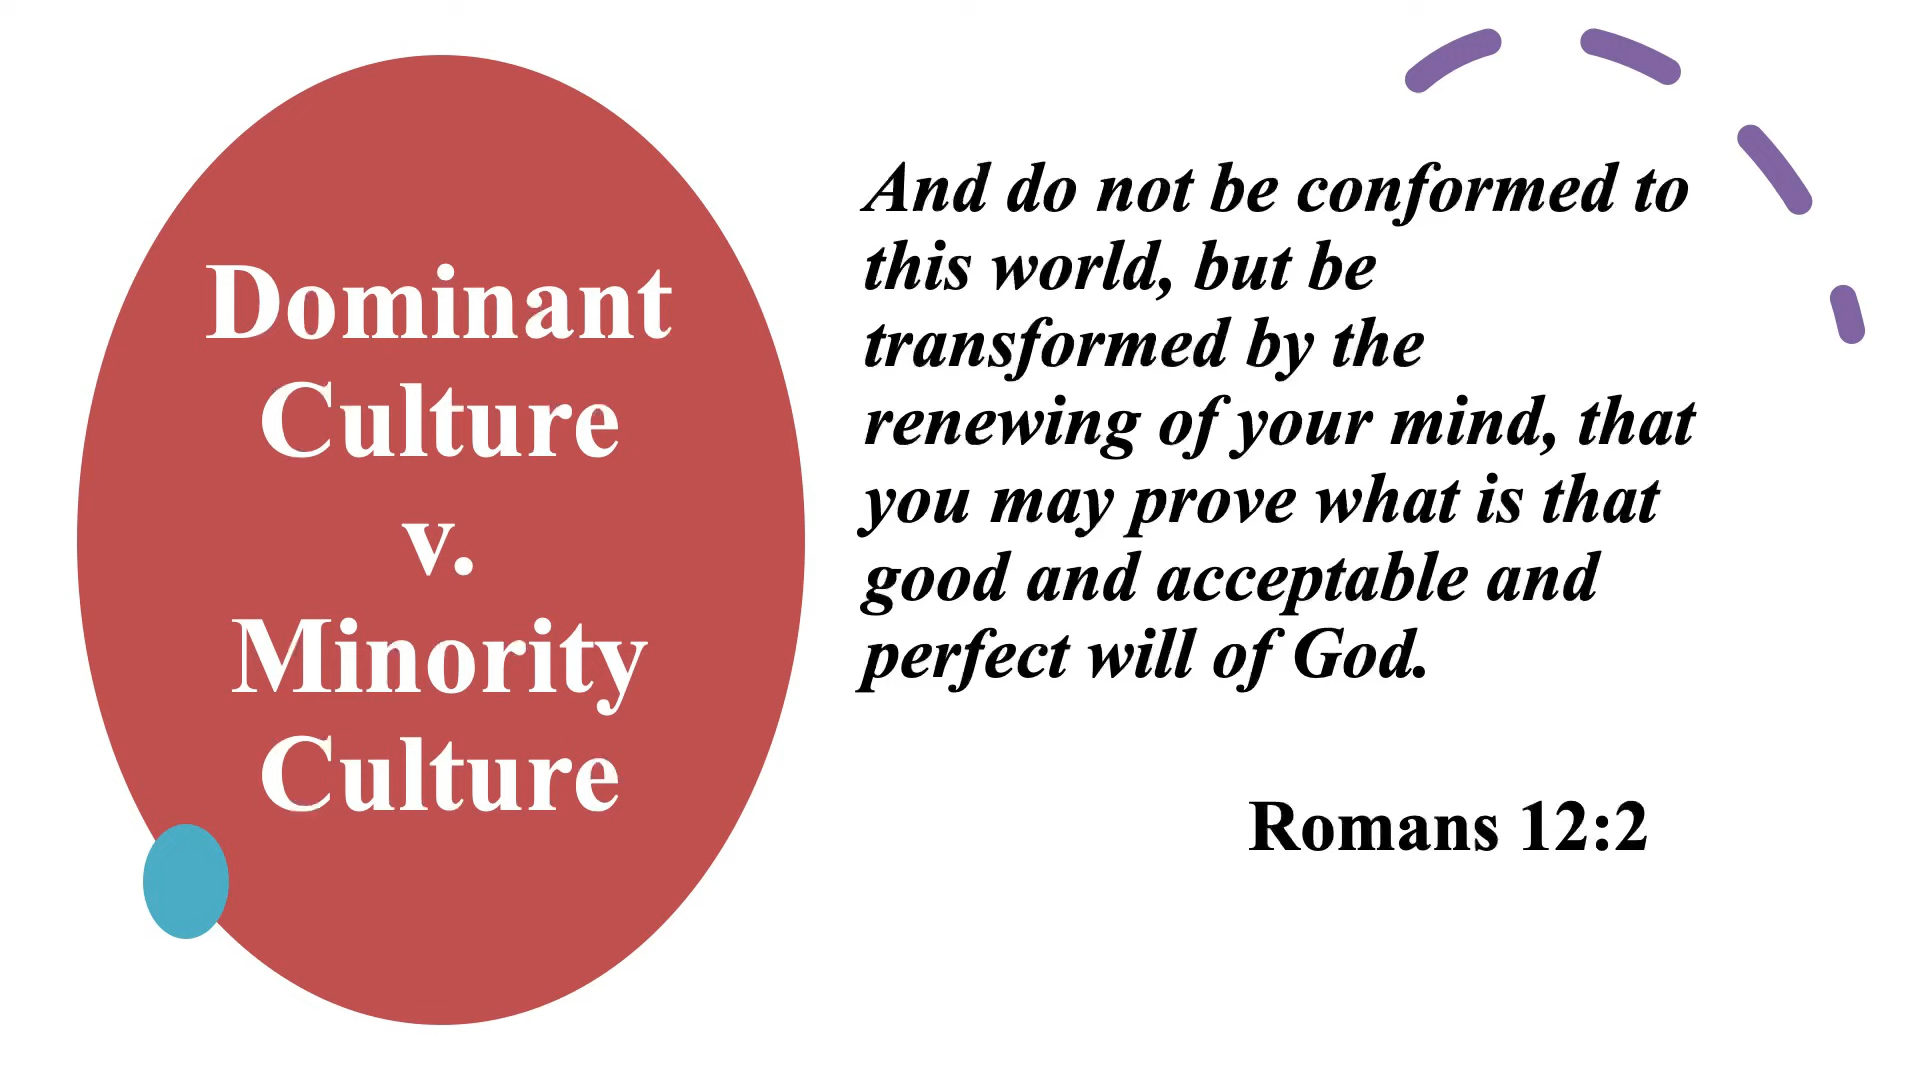 Dominant
Culture
v.
Minority
Culture
And do not be conformed to
this world, but be
transformed by the
renewing of your mind, that
you may prove what is that
good and acceptable and
perfect will of God.
Romans 12:2